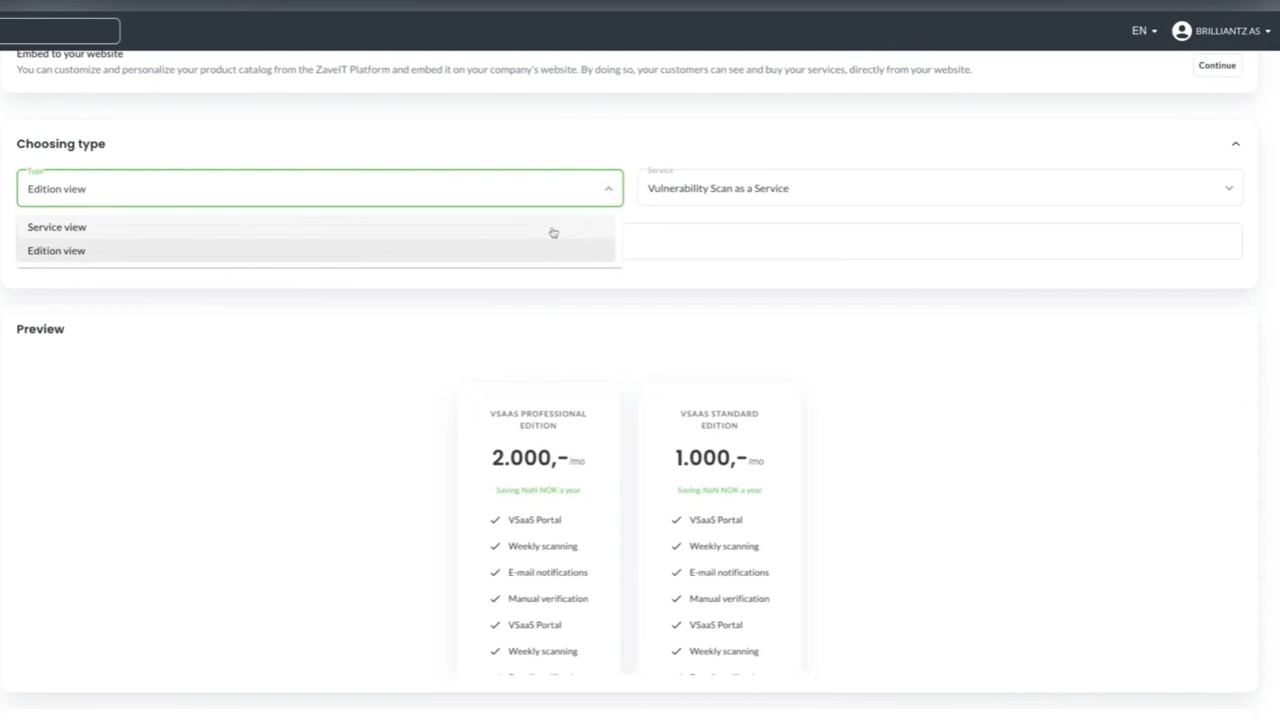 EN
BRILLIANTZ AS
Embed to your website
You can customize and personalize your product catalog from the ZaveIT Platform and embed it on your company's website. By doing so, your customers can see and buy your services, directly from your website.
Continue
Choosing type
Type
Edition view
Service
Vulnerability Scan as a Service
Service view
Edition view
Preview
VSAAS PROFESSIONAL
EDITION
2.000,-/mo
Saving NaN NOK a year
VSaaS Portal
Weekly scanning
E-mail notifications
Manual verification
VSaaS Portal
Weekly scanning
VSAAS STANDARD
EDITION
1.000,-/mo
Saving NaN NOK a year
VSaaS Portal
Weekly scanning
E-mail notifications
Manual verification
VSaaS Portal
Weekly scanning